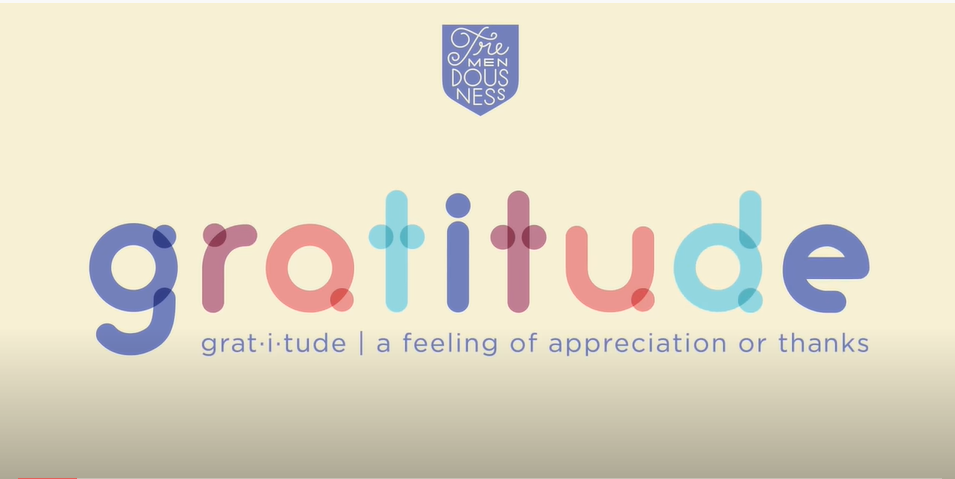 Tre
MEN
DOUS
NESS
gratitude
grat·i·tude | a feeling of appreciation or thanks